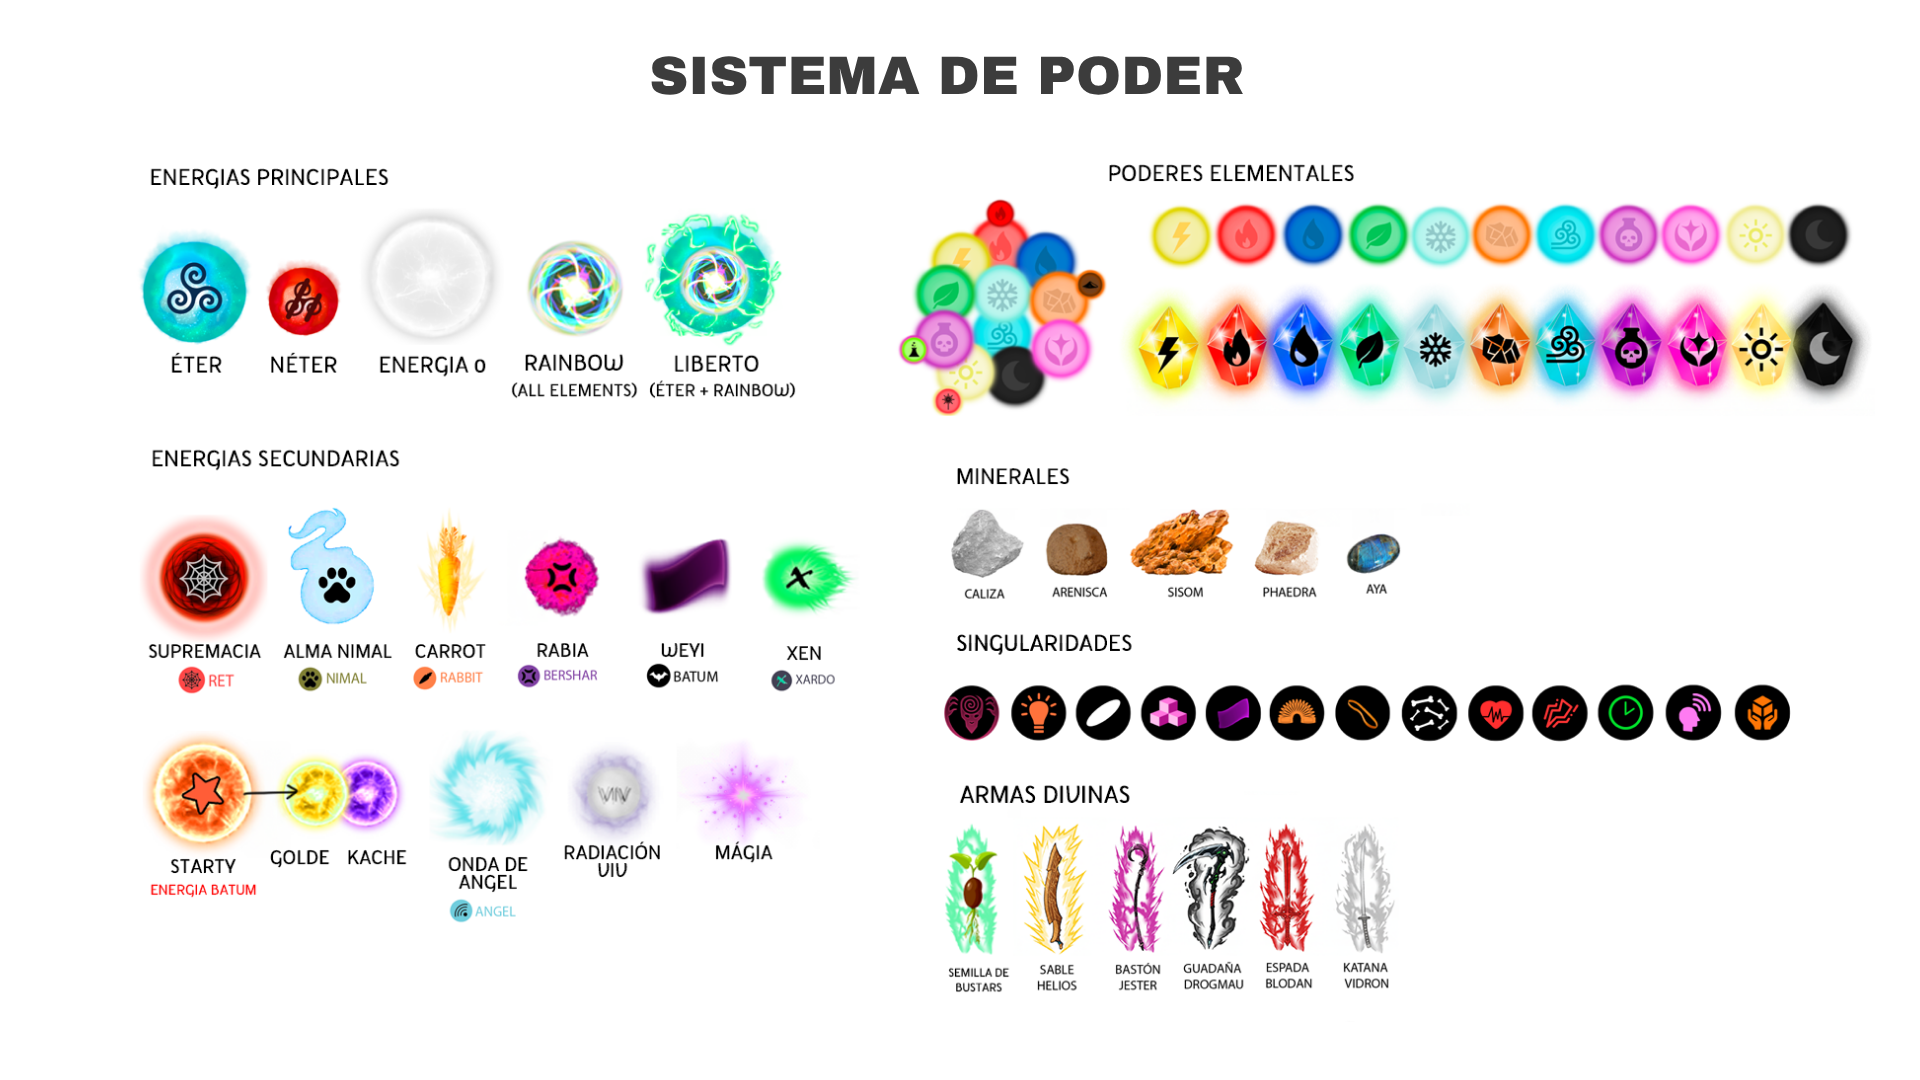 SISTEMA DE PODER
ENERGIAS PRINCIPALES
ÉTER
NÉTER
ENERGIA 0
RAINBOW
(ALL ELEMENTS)
LIBERTO
(ÉTER + RAINBOW)
ENERGIAS SECUNDARIAS
SUPREMACIA
RET
ALMA NIMAL
NIMAL
CARROT
RABBIT
RABIA
BERSHAR
WEYI
BATUM
XEN
XARDO
STARTY
ENERGIA BATUM
GOLDE
KACHE
ONDA DE
ANGEL
ANGEL
VIV
RADIACIÓN
VIV
MÁGIA
PODERES ELEMENTALES
MINERALES
CALIZA
ARENISCA
SISOM
PHAEDRA
AYA
SINGULARIDADES
ARMAS DIVINAS
SEMILLA DE
BUSTARS
SABLE
HELIOS
BASTÓN
JESTER
GUADAÑA
DROGMAU
ESPADA
BLODAN
KATANA
VIDRON